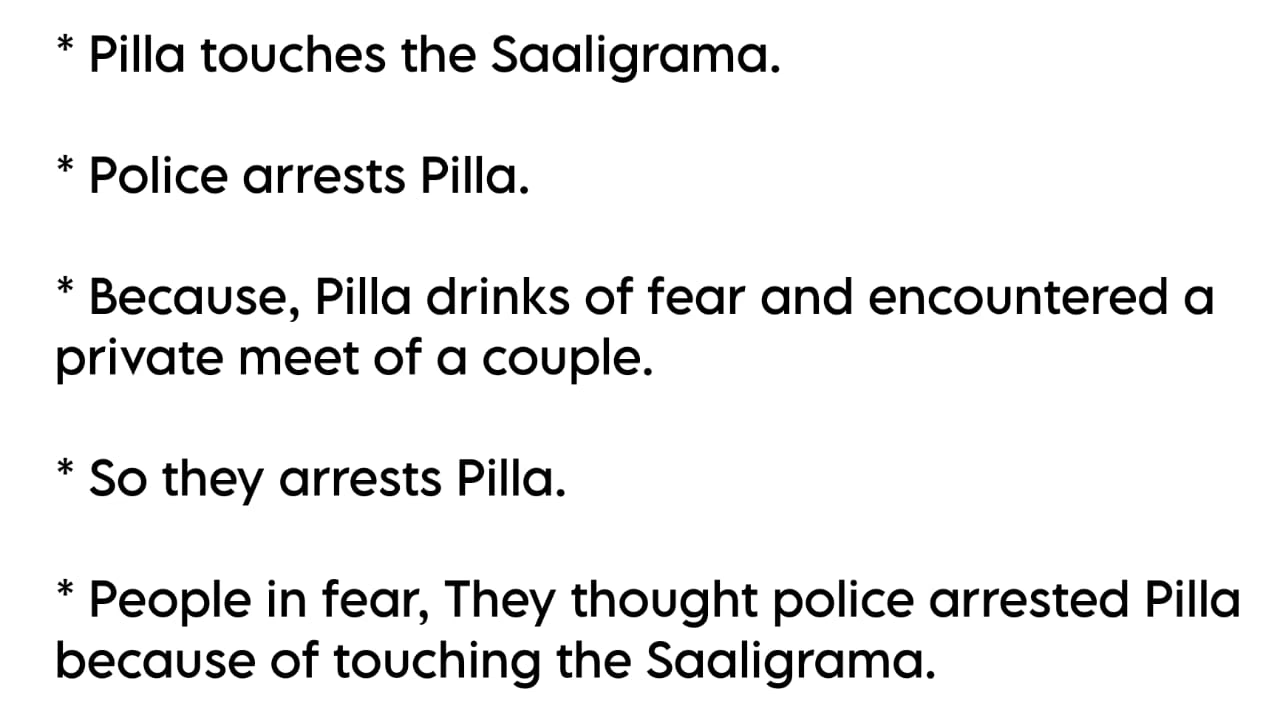 * Pilla touches the Saaligrama.
* Police arrests Pilla.
* Because, Pilla drinks of fear and encountered a
private meet of a couple.
* So they arrests Pilla.
* People in fear, They thought police arrested Pilla
because of touching the Saaligrama.